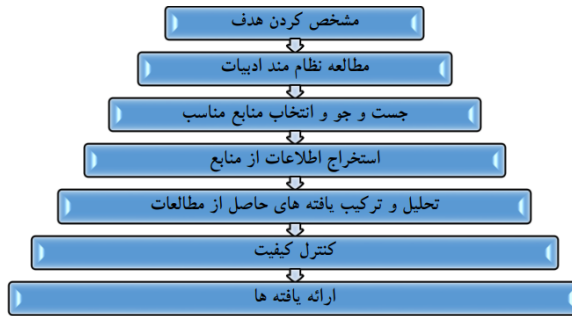 مشخص کردن هدف
مطالعه نظام مند ادبیات
جست و جو و انتخاب منابع مناسب
استخراج اطلاعات از منابع
تحلیل و ترکیب یافته های حاصل از مطالعات
کنترل کیفیت
ارائه یافته ها